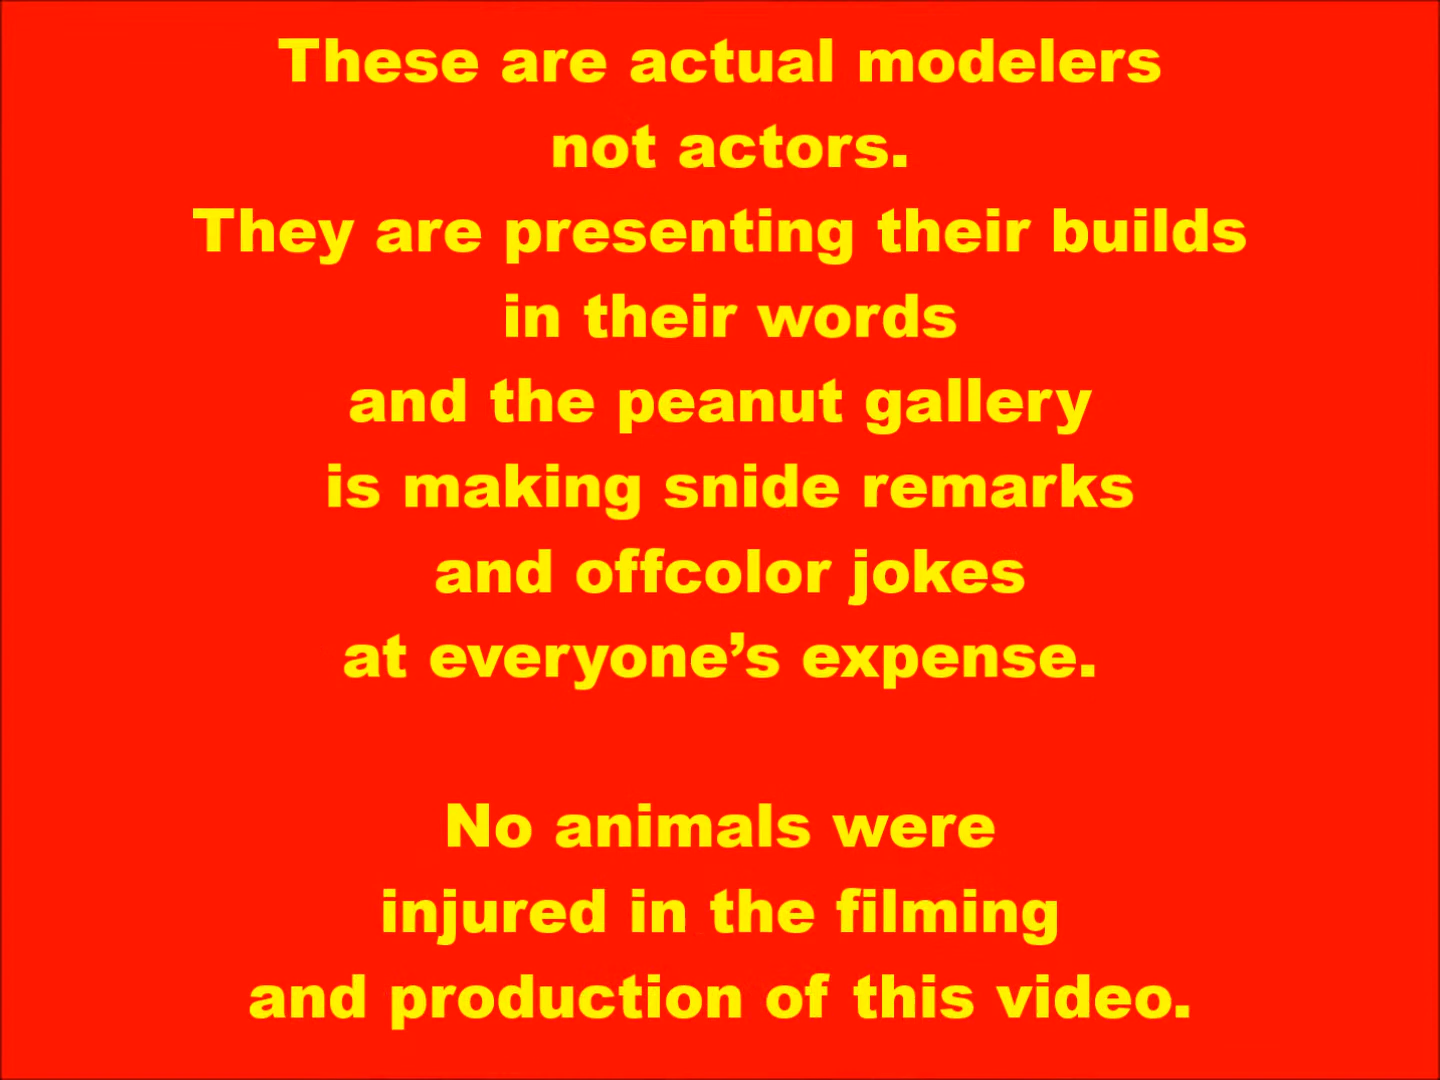 These are actual modelers
not actors.
They are presenting their builds
in their words
and the peanut gallery
is making snide remarks
and offcolor jokes
at everyone’s expense.
No animals were
injured in the filming
and production of this video.